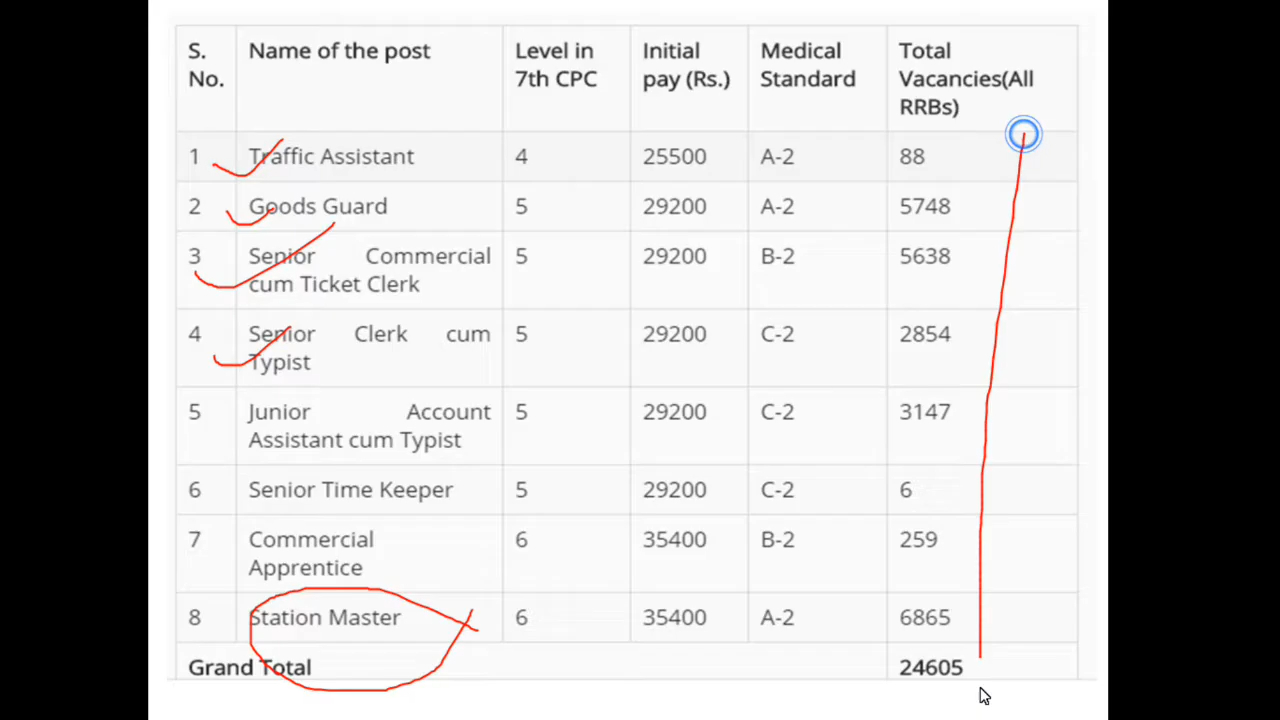 S. No. Name of the post Level in 7th CPC Initial pay (Rs.) Medical Standard Total Vacancies(All RRBs)
1 Traffic Assistant 4 25500 A-2 88
2 Goods Guard 5 29200 A-2 5748
3 Senior Commercial cum Ticket Clerk 5 29200 B-2 5638
4 Senior Clerk cum Typist 5 29200 C-2 2854
5 Junior Account Assistant cum Typist 5 29200 C-2 3147
6 Senior Time Keeper 5 29200 C-2 6
7 Commercial Apprentice 6 35400 B-2 259
8 Station Master 6 35400 A-2 6865
Grand Total 24605